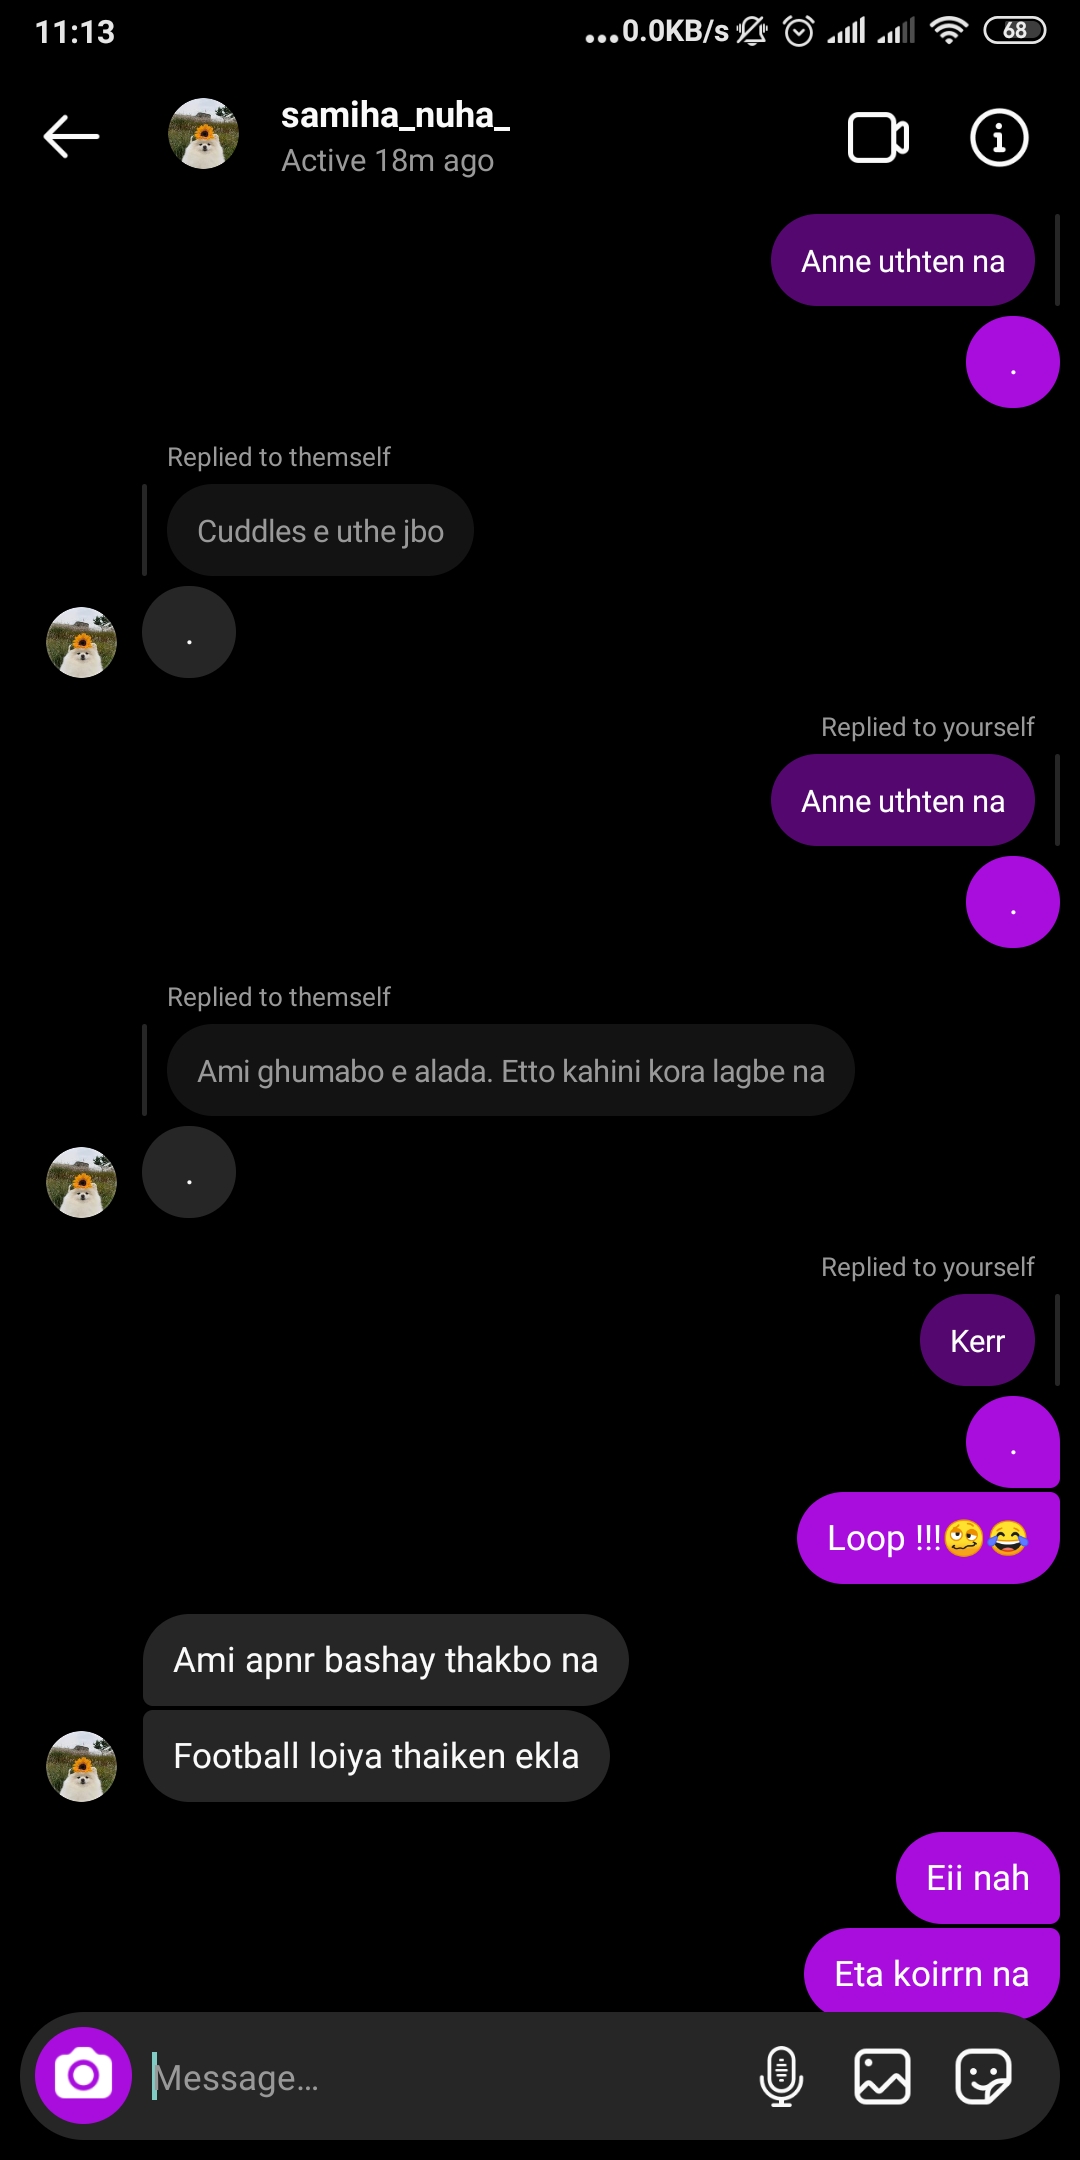 11:13
...0.0KB/s
68
samiha_nuha_
Active 18m ago
Anne uthten na
.
Replied to themself
Cuddles e uthe jbo
.
Replied to yourself
Anne uthten na
.
Replied to themself
Ami ghumabo e alada. Etto kahini kora lagbe na
.
Replied to yourself
Kerr
.
Loop !!!🥴😂
Ami apnr bashay thakbo na
Football loiya thaiken ekla
Eii nah
Eta koirrn na
Message...